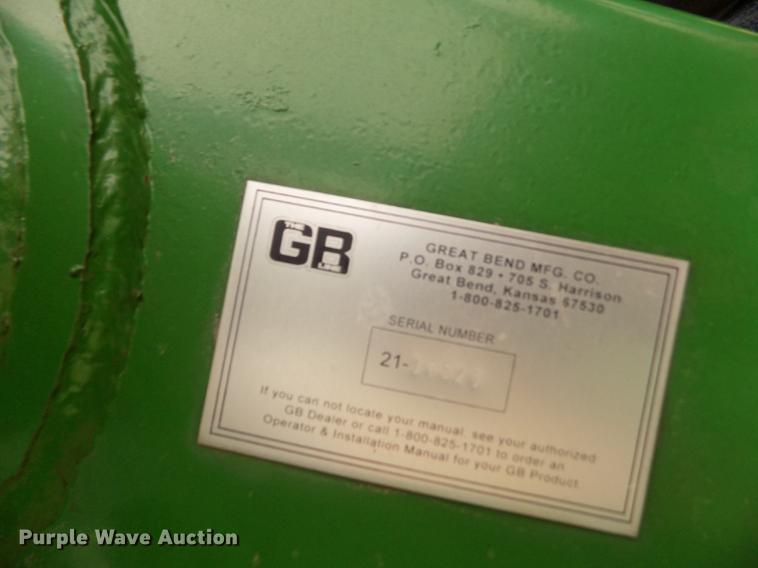 THE
GB
LINE
GREAT BEND MFG. CO.
P.O. Box 829 • 705 S. Harrison
Great Bend, Kansas 67530
1-800-825-1701
SERIAL NUMBER
21-
If you can not locate your manual, see your authorized
GB Dealer or call 1-800-825-1701 to order an
Operator & Installation Manual for your GB Product.
Purple Wave Auction